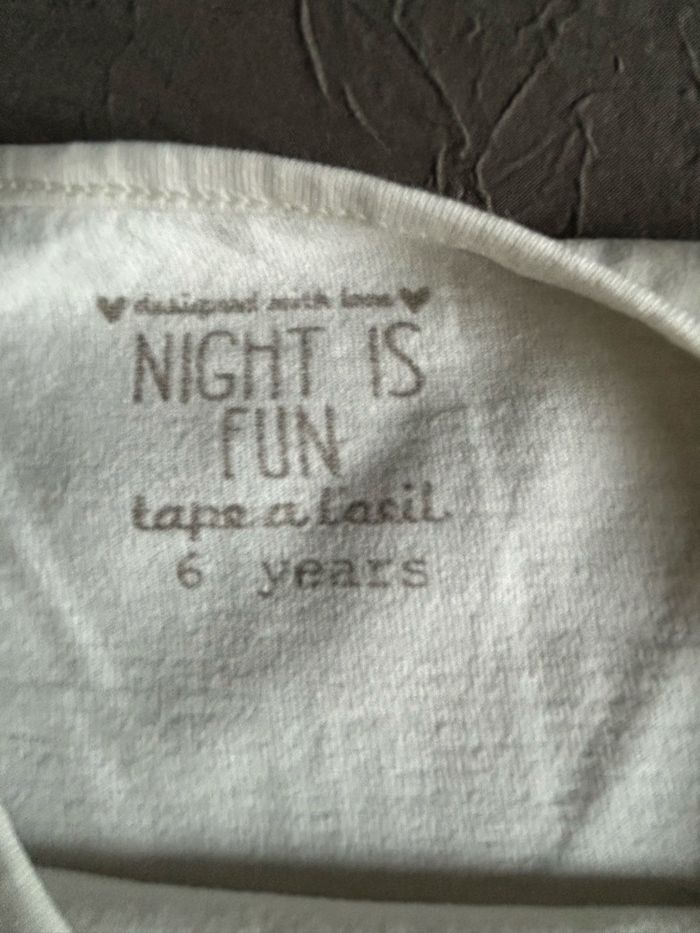 designed with love
NIGHT IS
FUN
tape a l'oeil
6 years